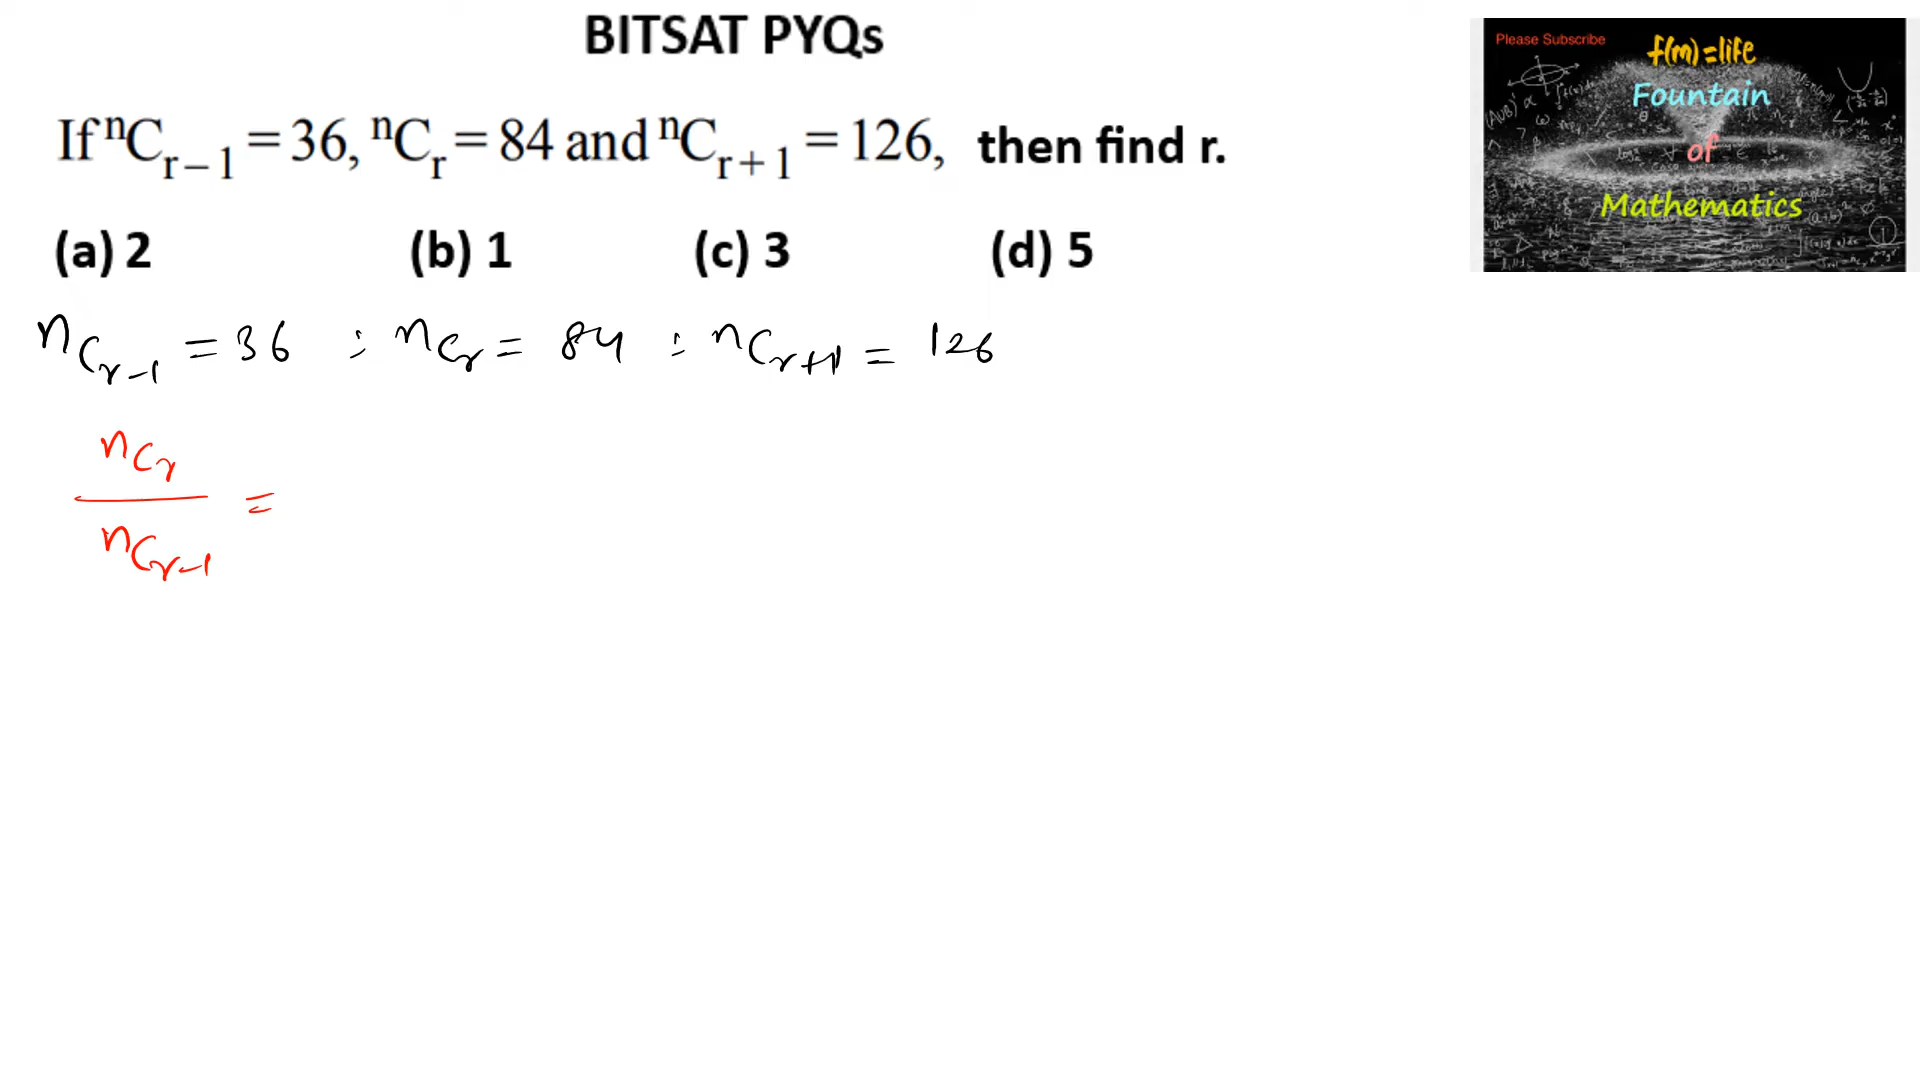 BITSAT PYQs
Please Subscribe
f(m)=life
Fountain
of
Mathematics
If ⁿCᵣ₋₁ = 36, ⁿCᵣ = 84 and ⁿCᵣ₊₁ = 126, then find r.
(a) 2 (b) 1 (c) 3 (d) 5
ⁿCᵣ₋₁ = 36 : ⁿCᵣ = 84 : ⁿCᵣ₊₁ = 126
ⁿCᵣ
=
ⁿCᵣ₋₁